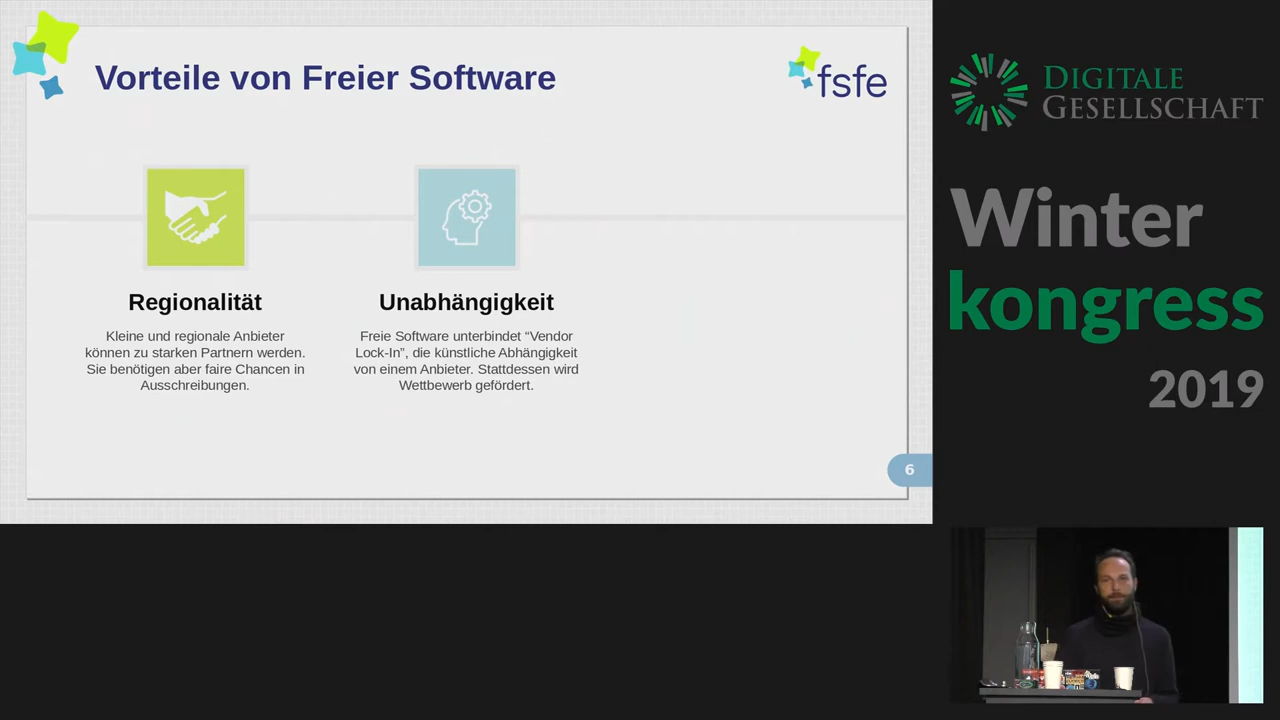 Vorteile von Freier Software
fsfe
Regionalität
Kleine und regionale Anbieter
können zu starken Partnern werden.
Sie benötigen aber faire Chancen in
Ausschreibungen.
Unabhängigkeit
Freie Software unterbindet “Vendor
Lock-In”, die künstliche Abhängigkeit
von einem Anbieter. Stattdessen wird
Wettbewerb gefördert.
6
DIGITALE
GESELLSCHAFT
Winter
kongress
2019